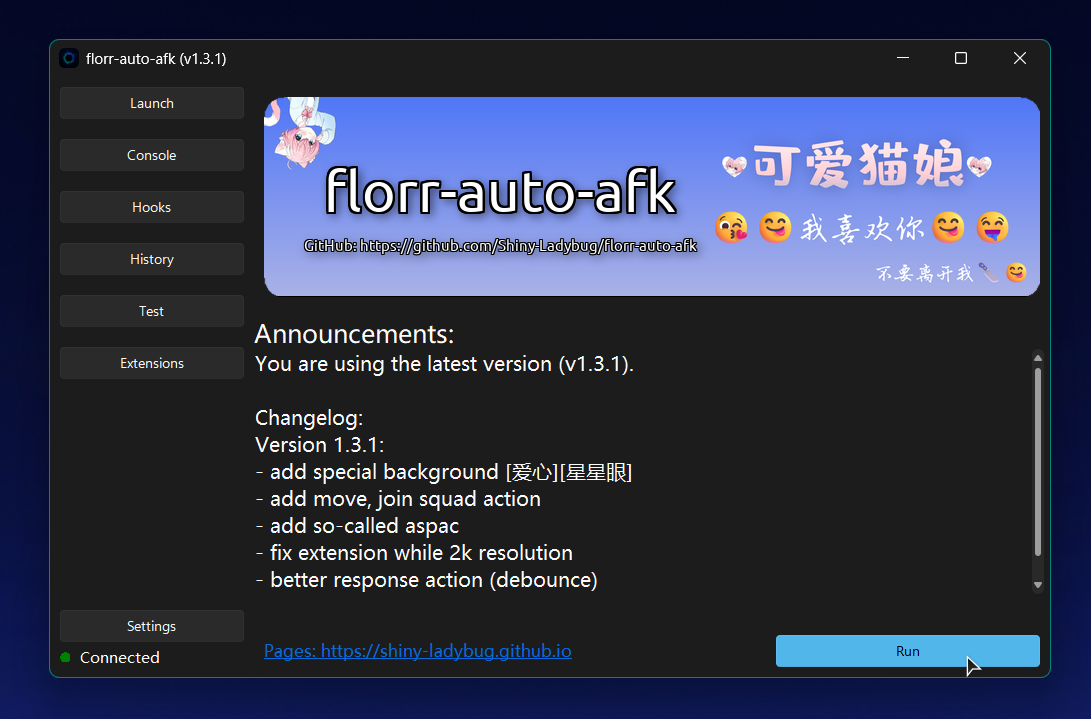 florr-auto-afk (v1.3.1)
Launch
Console
Hooks
History
Test
Extensions
Settings
Connected
florr-auto-afk
GitHub: https://github.com/Shiny-Ladybug/florr-auto-afk
可爱猫娘
😘😋我喜欢你😋😝
不要离开我🔪😋
Announcements:
You are using the latest version (v1.3.1).
Changelog:
Version 1.3.1:
- add special background [爱心][星星眼]
- add move, join squad action
- add so-called aspac
- fix extension while 2k resolution
- better response action (debounce)
Pages: https://shiny-ladybug.github.io
Run